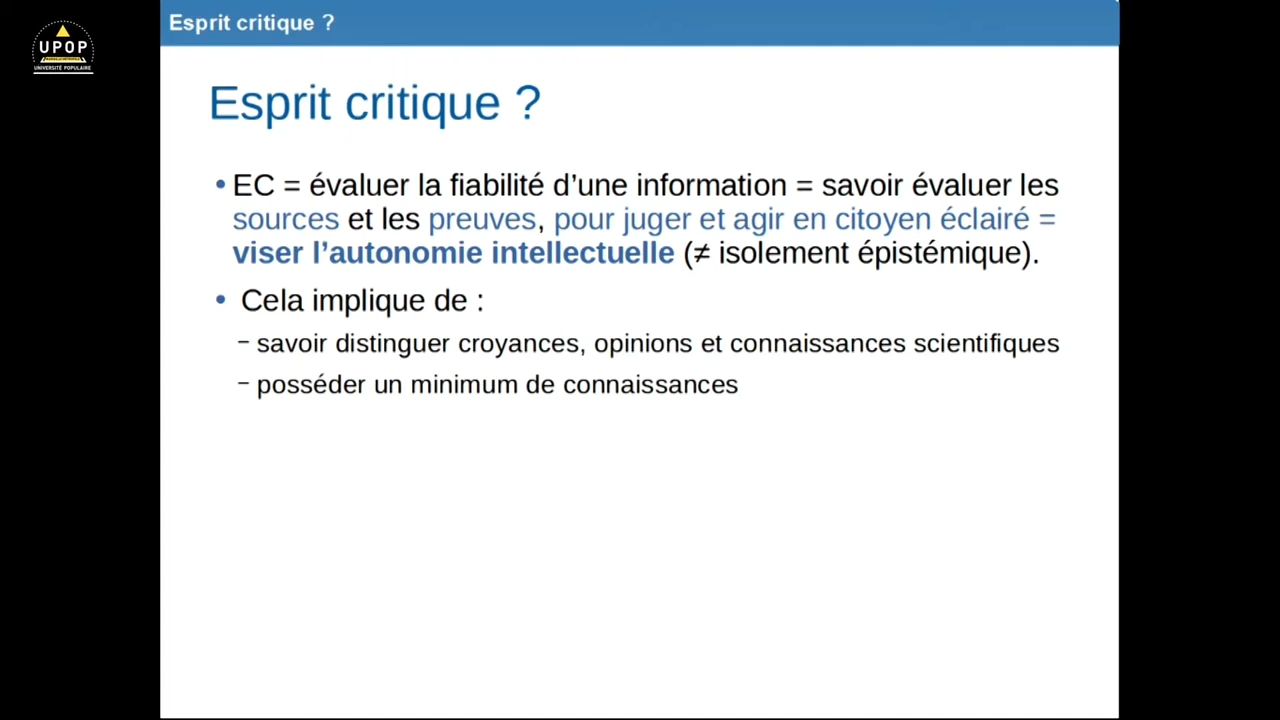 Esprit critique ?
UPOP
UNIVERSITÉ POPULAIRE
Esprit critique ?
• EC = évaluer la fiabilité d’une information = savoir évaluer les
sources et les preuves, pour juger et agir en citoyen éclairé =
viser l’autonomie intellectuelle (≠ isolement épistémique).
• Cela implique de :
– savoir distinguer croyances, opinions et connaissances scientifiques
– posséder un minimum de connaissances